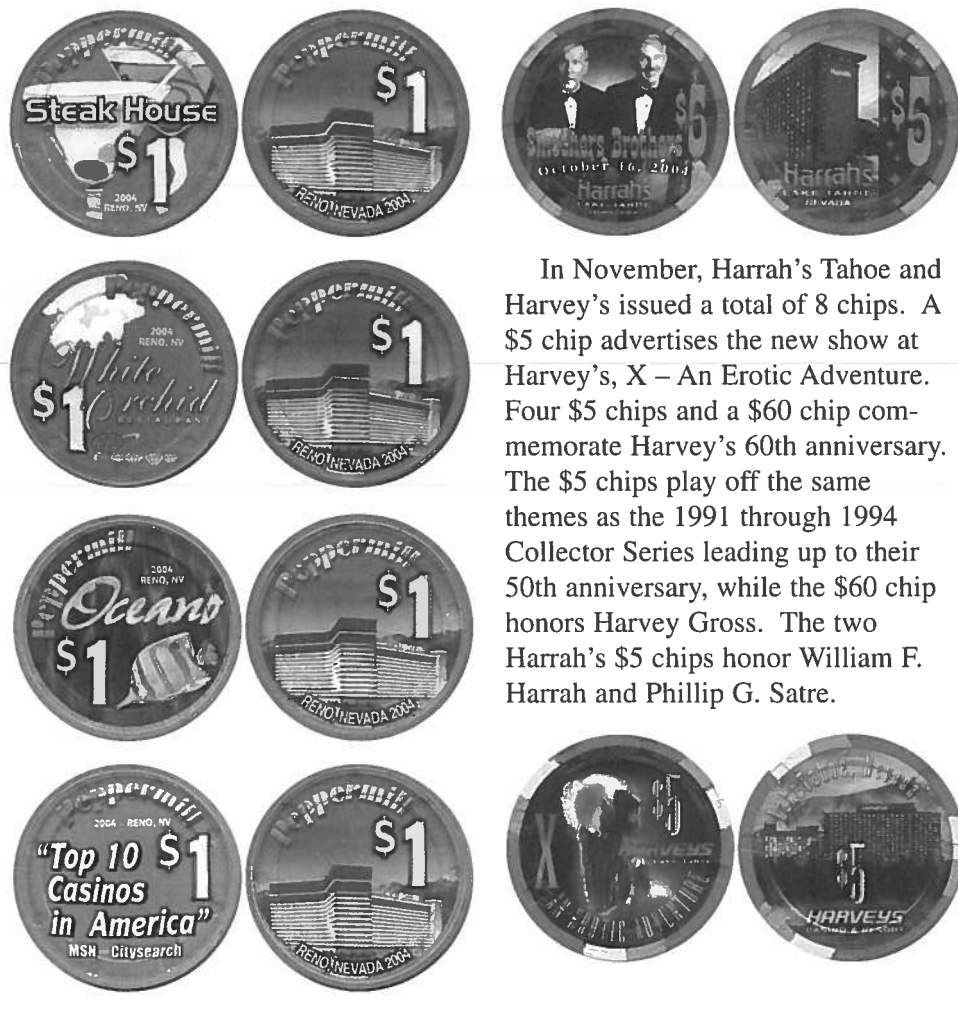 Peppermill
Steak House
$1
2004
RENO, NV
Peppermill
$1
RENO, NEVADA 2004
Peppermill
2004
RENO, NV
White
Orchid
RESTAURANT
$1
Peppermill
$1
RENO, NEVADA 2004
Peppermill
2004
RENO, NV
Oceano
$1
Peppermill
$1
RENO, NEVADA 2004
Peppermill
2004 - RENO, NV
$1
“Top 10
Casinos
in America”
MSN Citysearch
Peppermill
$1
RENO, NEVADA 2004
$5
Smothers Brothers
October 16, 2004
Harrah's
LAKE TAHOE
$5
Harrah's
LAKE TAHOE
NEVADA
In November, Harrah's Tahoe and
Harvey's issued a total of 8 chips. A
$5 chip advertises the new show at
Harvey's, X – An Erotic Adventure.
Four $5 chips and a $60 chip com-
memorate Harvey's 60th anniversary.
The $5 chips play off the same
themes as the 1991 through 1994
Collector Series leading up to their
50th anniversary, while the $60 chip
honors Harvey Gross. The two
Harrah's $5 chips honor William F.
Harrah and Phillip G. Satre.
$5
HARVEYS
Lake Tahoe
X
AN EROTIC ADVENTURE
Lake Tahoe, Nevada
$5
HARVEYS
CASINO & RESORT